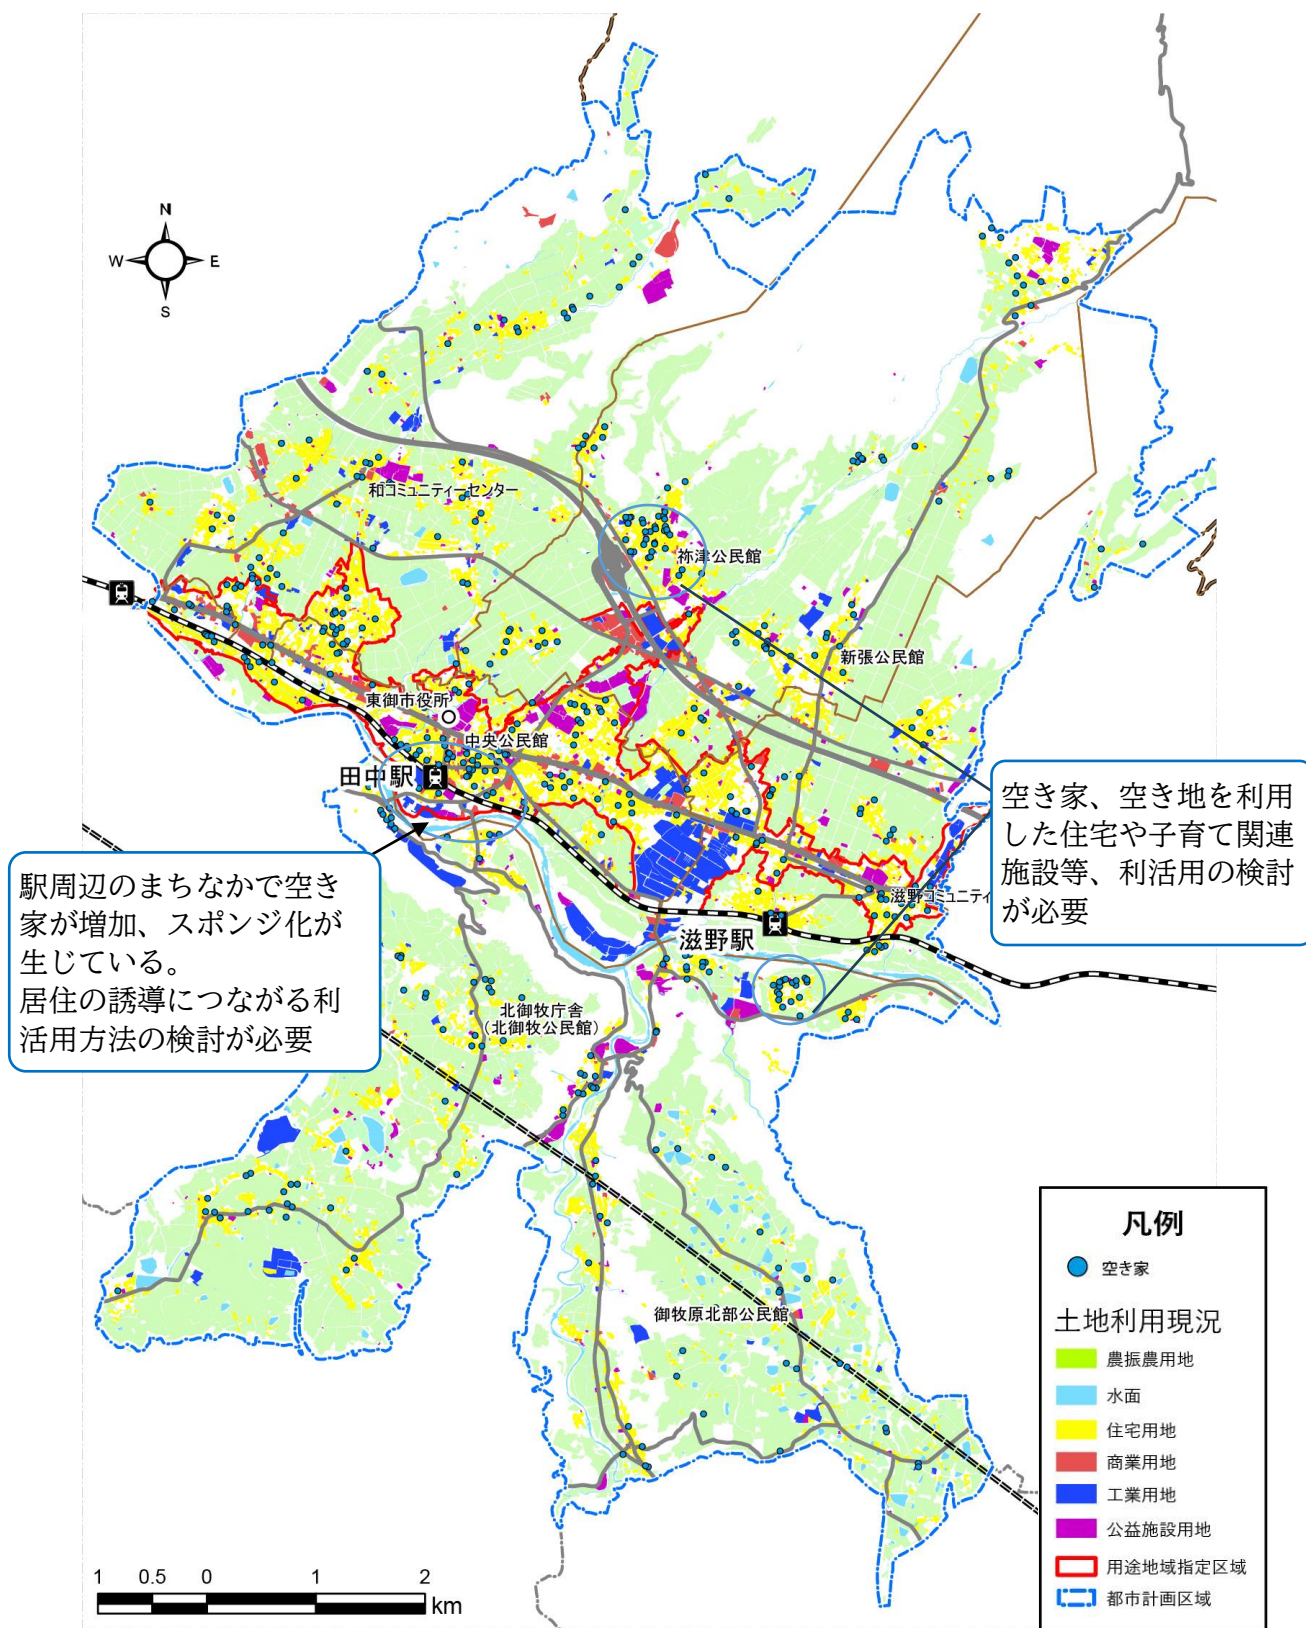 N
W E
S
和コミュニティーセンター
祢津公民館
新張公民館
東御市役所
中央公民館
田中駅
空き家、空き地を利用
した住宅や子育て関連
施設等、利活用の検討
が必要
駅周辺のまちなかで空き
家が増加、スポンジ化が
生じている。
居住の誘導につながる利
活用方法の検討が必要
滋野コミュニティ
滋野駅
北御牧庁舎
(北御牧公民館)
御牧原北部公民館
凡例
空き家
土地利用現況
農振農用地
水面
住宅用地
商業用地
工業用地
公益施設用地
用途地域指定区域
都市計画区域
1 0.5 0 1 2
km